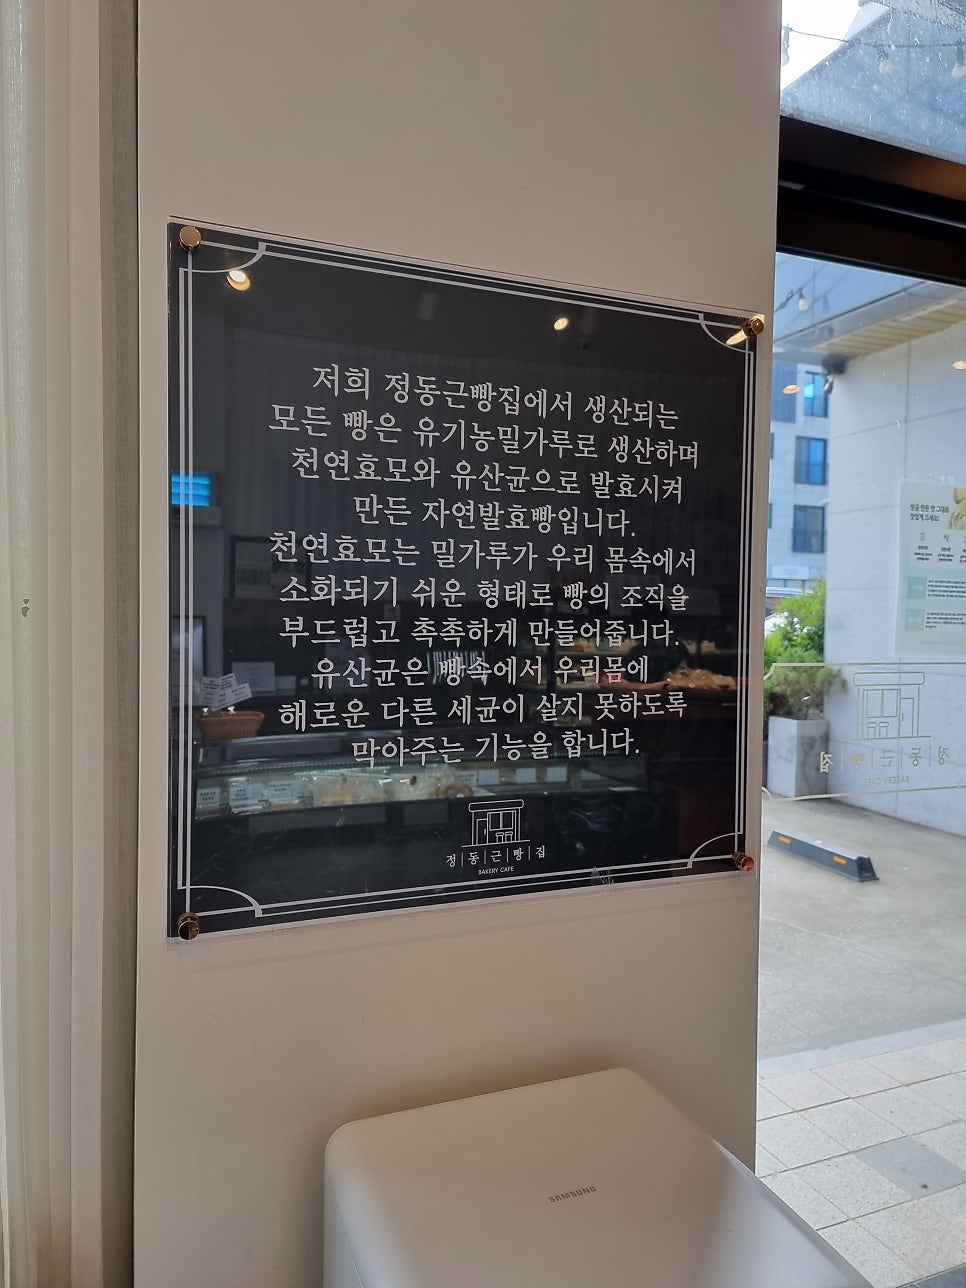 저희 정동근빵집에서 생산되는
모든 빵은 유기농밀가루로 생산하며
천연효모와 유산균으로 발효시켜
만든 자연발효빵입니다.
천연효모는 밀가루가 우리 몸속에서
소화되기 쉬운 형태로 빵의 조직을
부드럽고 촉촉하게 만들어줍니다.
유산균은 빵속에서 우리몸에
해로운 다른 세균이 살지 못하도록
막아주는 기능을 합니다.
정동근빵집
BAKERY CAFE
SAMSUNG
정동근빵집
BAKERY CAFE